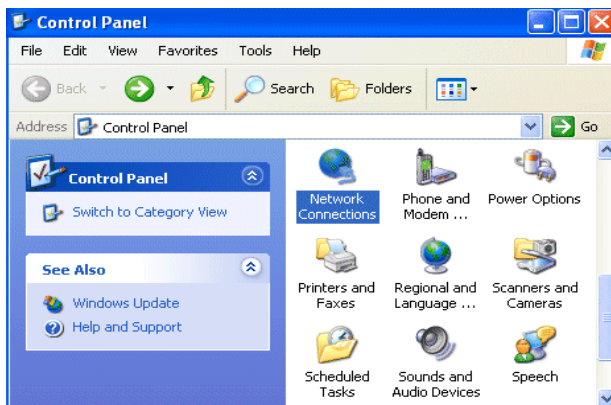 Control Panel
File Edit View Favorites Tools Help
Back Search Folders
Address Control Panel Go
Control Panel
Switch to Category View
See Also
Windows Update
Help and Support
Network Connections
Phone and Modem ...
Power Options
Printers and Faxes
Regional and Language ...
Scanners and Cameras
Scheduled Tasks
Sounds and Audio Devices
Speech